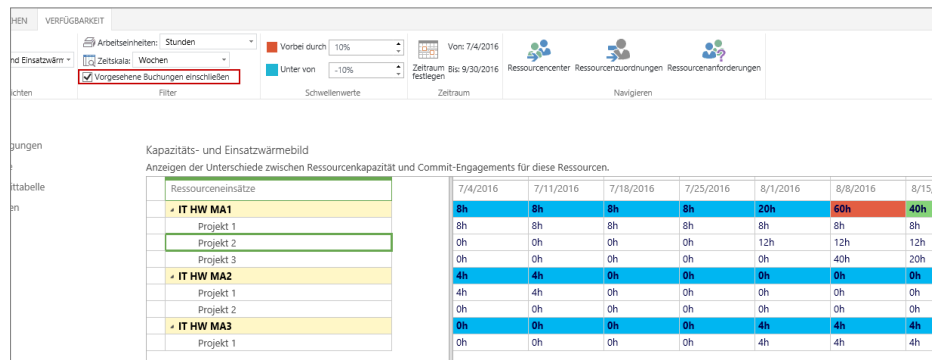 HEN VERFÜGBARKEIT
Arbeitseinheiten: Stunden Vorbei durch 10% Von: 7/4/2016
nd Einsatzwärm Zeitskala: Wochen Unter von -10% Zeitraum festlegen Bis: 9/30/2016 Ressourcencenter Ressourcenzuordnungen Ressourcenanforderungen
Vorgesehene Buchungen einschließen
ichten Filter Schwellenwerte Zeitraum Navigieren
gungen Kapazitäts- und Einsatzwärmebild
Anzeigen der Unterschiede zwischen Ressourcenkapazität und Commit-Engagements für diese Ressourcen.
ittabelle Ressourceneinsätze 7/4/2016 7/11/2016 7/18/2016 7/25/2016 8/1/2016 8/8/2016 8/15/
en IT HW MA1 8h 8h 8h 8h 20h 60h 40h
Projekt 1 8h 8h 8h 8h 8h 8h 8h
Projekt 2 0h 0h 0h 0h 12h 12h 12h
Projekt 3 0h 0h 0h 0h 0h 40h 20h
IT HW MA2 4h 4h 0h 0h 0h 0h 0h
Projekt 1 4h 4h 0h 0h 0h 0h 0h
Projekt 2 0h 0h 0h 0h 0h 0h 0h
IT HW MA3 0h 0h 0h 0h 4h 4h 4h
Projekt 1 0h 0h 0h 0h 4h 4h 4h